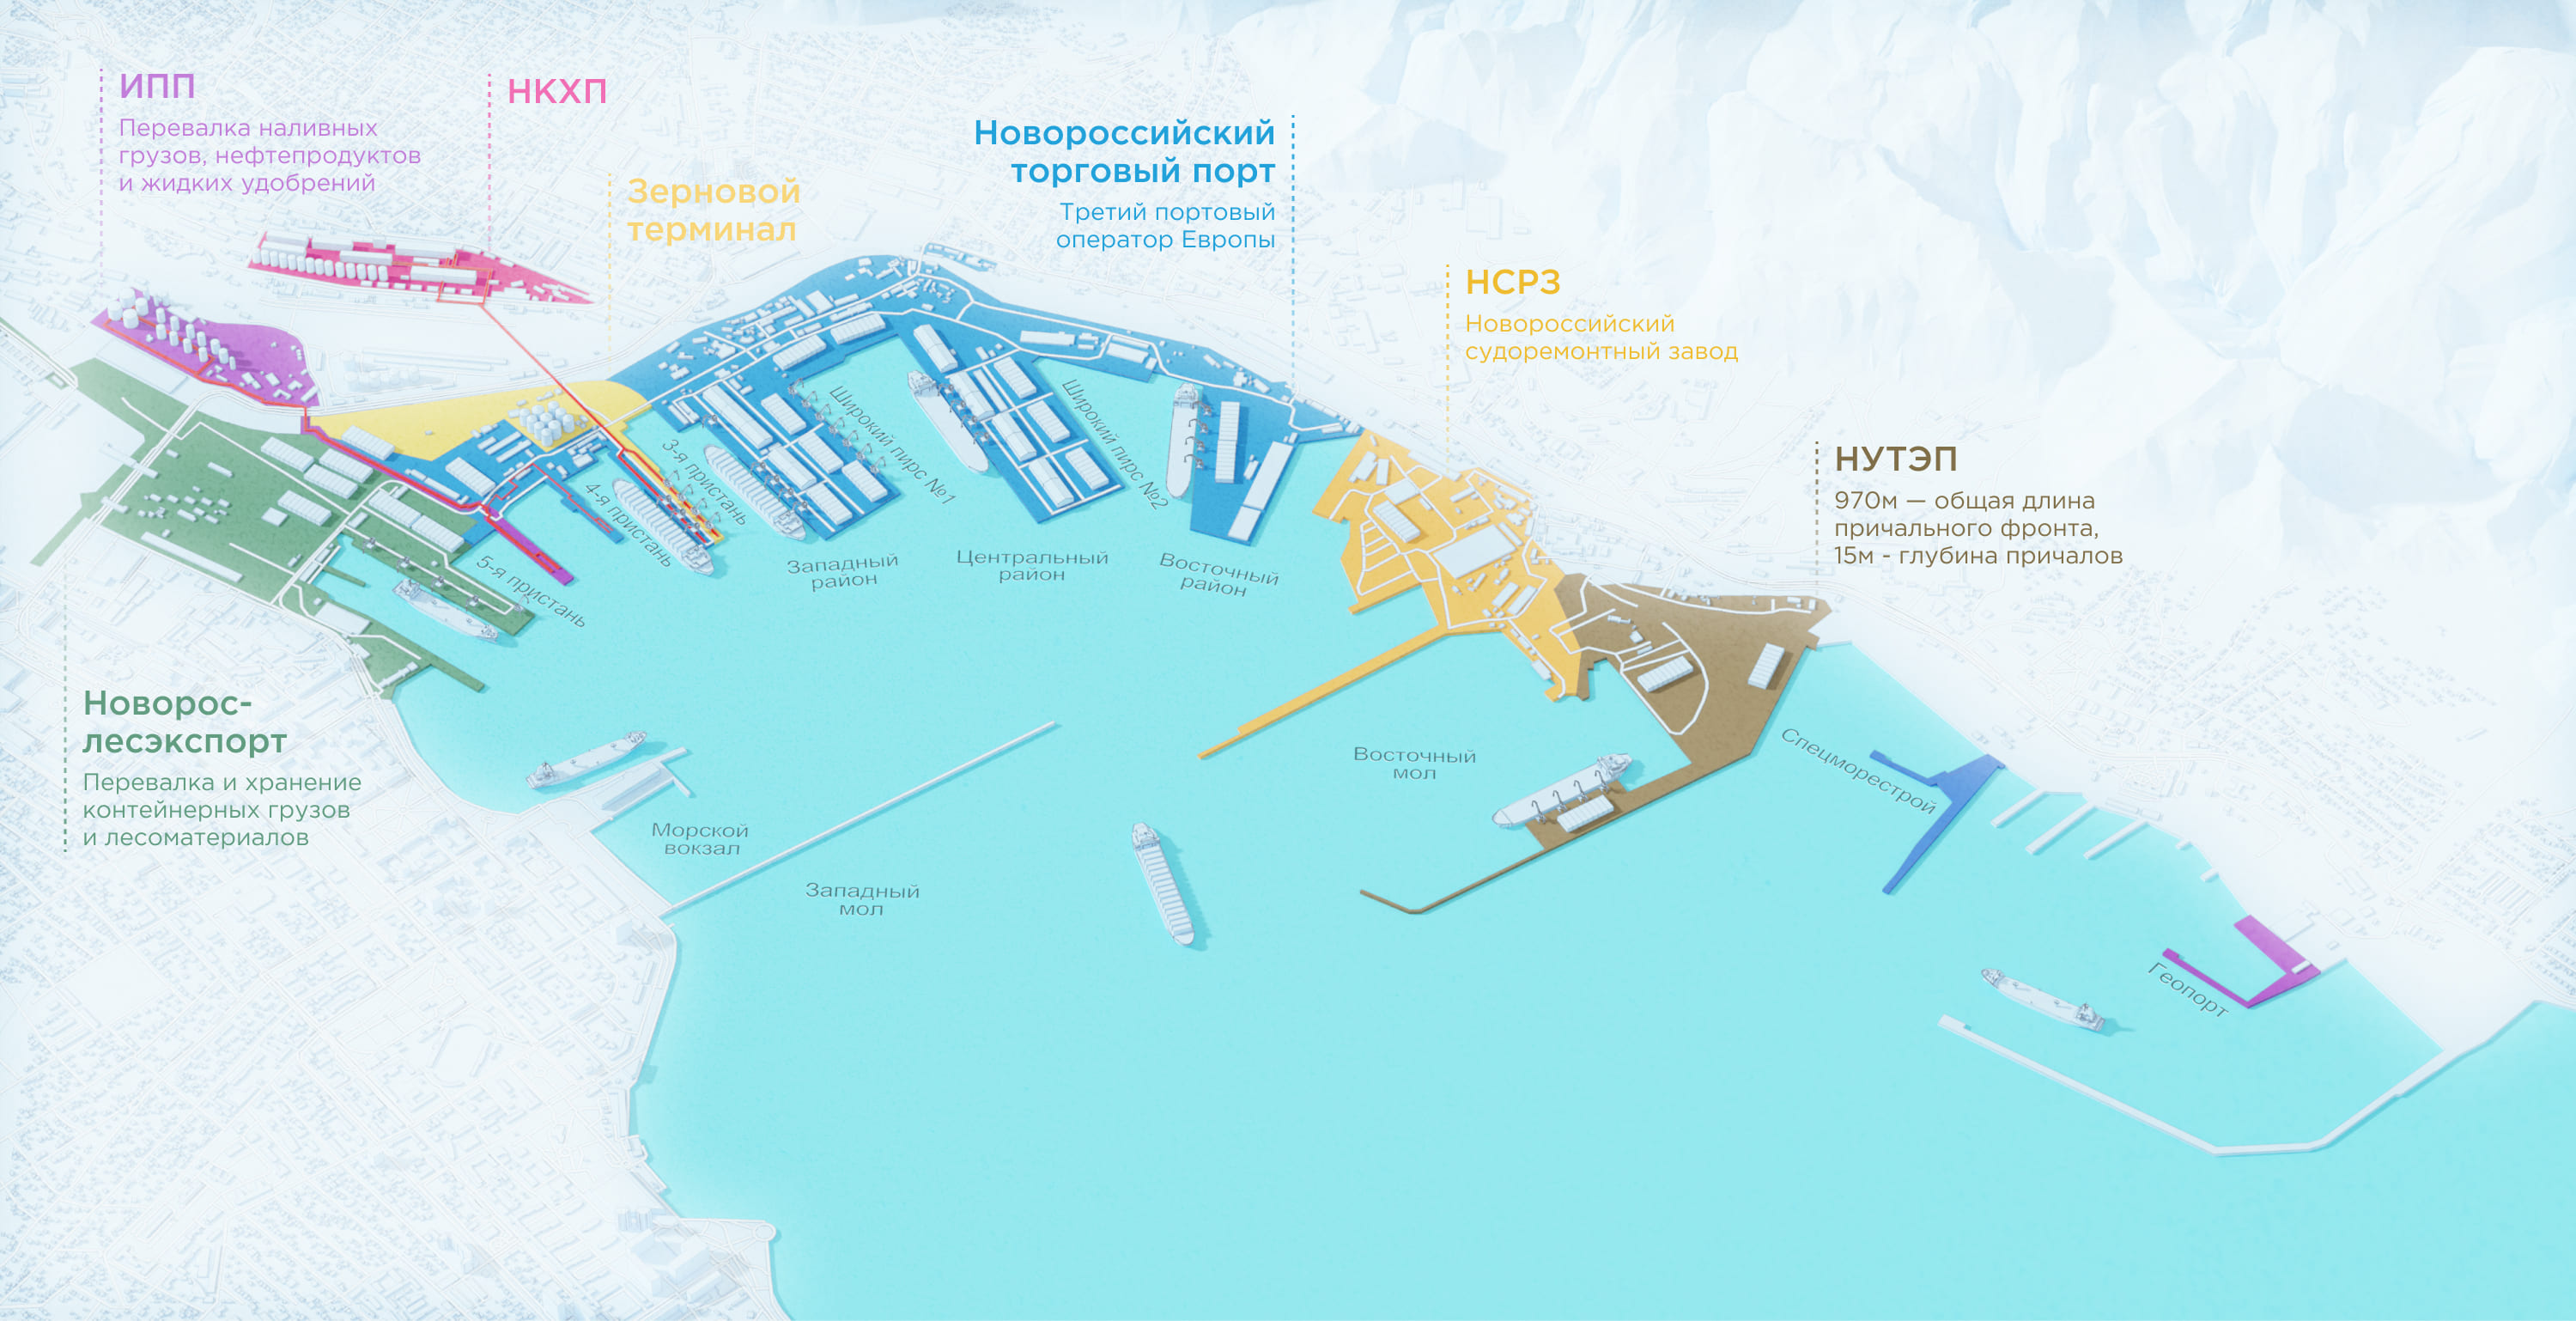 ИПП
Перевалка наливных
грузов, нефтепродуктов
и жидких удобрений
НКХП
Зерновой
терминал
Новороссийский
торговый порт
Третий портовый
оператор Европы
НСРЗ
Новороссийский
судоремонтный завод
НУТЭП
970м — общая длина
причального фронта,
15м - глубина причалов
Новорос-
лесэкспорт
Перевалка и хранение
контейнерных грузов
и лесоматериалов
5-я пристань
4-я пристань
3-я пристань
Широкий пирс №1
Широкий пирс №2
Западный
район
Центральный
район
Восточный
район
Восточный
мол
Спецморестрой
Морской
вокзал
Западный
мол
Геопорт